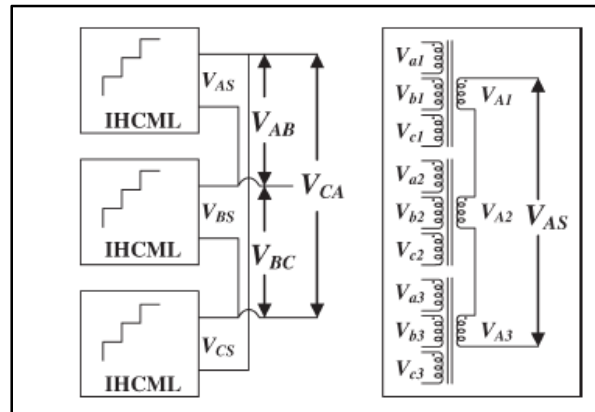 V_AS
IHCML
V_AB
V_CA
V_BS
IHCML
V_BC
V_CS
IHCML
V_a1
V_b1
V_c1
V_A1
V_a2
V_b2
V_c2
V_A2
V_AS
V_a3
V_b3
V_c3
V_A3